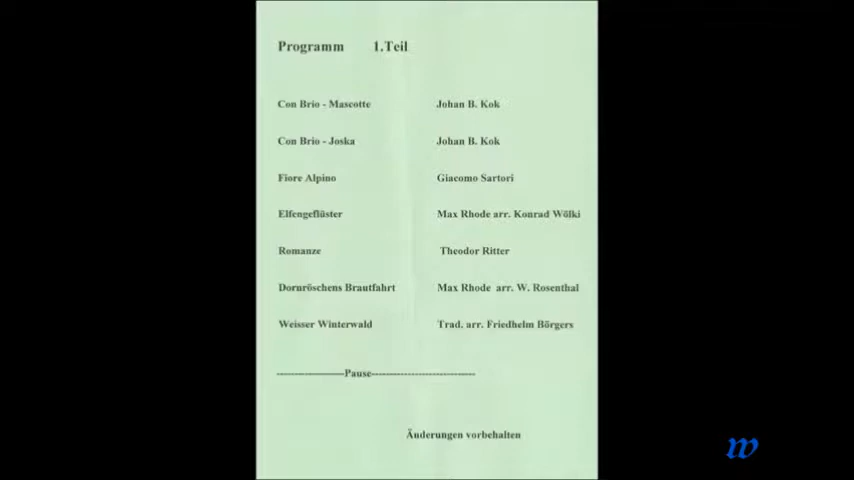 Programm 1.Teil
Con Brio - Mascotte Johan B. Kok
Con Brio - Joska Johan B. Kok
Fiore Alpino Giacomo Sartori
Elfengeflüster Max Rhode arr. Konrad Wölki
Romanze Theodor Ritter
Dornröschens Brautfahrt Max Rhode arr. W. Rosenthal
Weisser Winterwald Trad. arr. Friedhelm Börgers
---------------------Pause--------------------------------
Änderungen vorbehalten
w